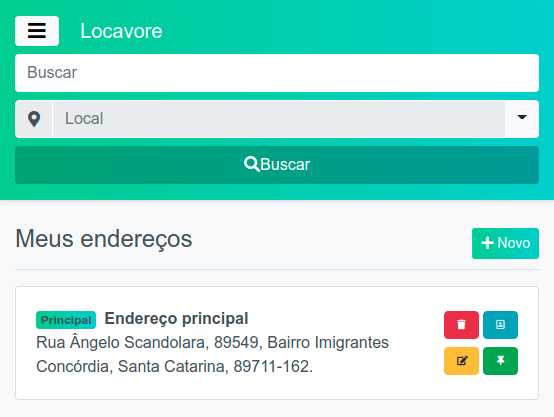 Locavore
Buscar
Local
Buscar
Meus endereços
Novo
Principal Endereço principal
Rua Ângelo Scandolara, 89549, Bairro Imigrantes
Concórdia, Santa Catarina, 89711-162.